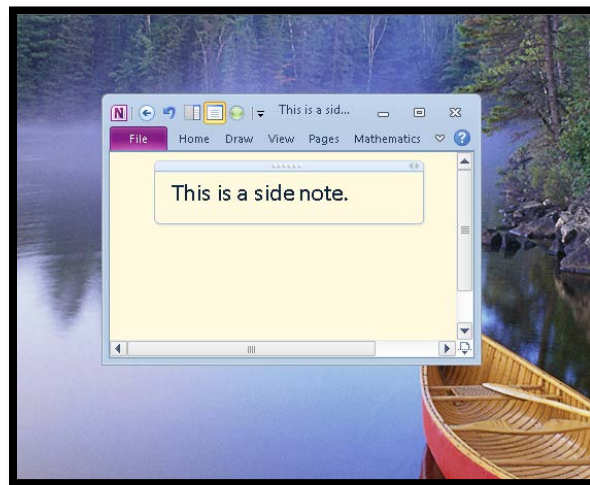 N This is a sid...
File Home Draw View Pages Mathematics ?
This is a side note.